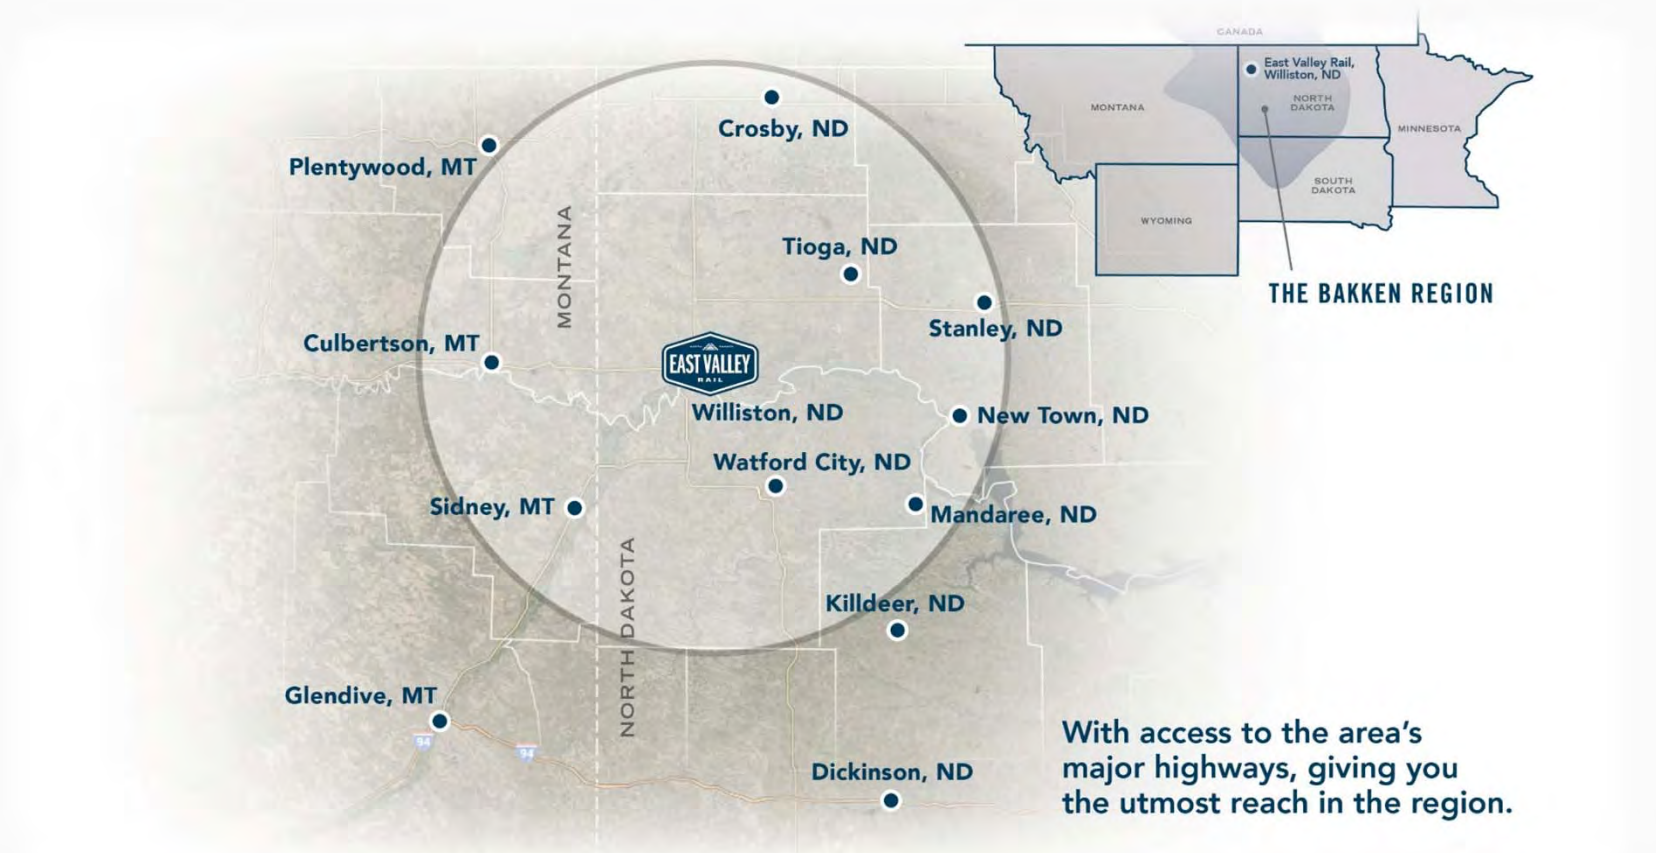 CANADA
East Valley Rail,
Williston, ND
MONTANA
NORTH
DAKOTA
MINNESOTA
SOUTH
DAKOTA
WYOMING
THE BAKKEN REGION
Crosby, ND
Plentywood, MT
MONTANA
Tioga, ND
Stanley, ND
Culbertson, MT
EAST VALLEY
RAIL
Williston, ND
New Town, ND
Watford City, ND
Sidney, MT
Mandaree, ND
NORTH DAKOTA
Killdeer, ND
Glendive, MT
94
94
Dickinson, ND
With access to the area's
major highways, giving you
the utmost reach in the region.